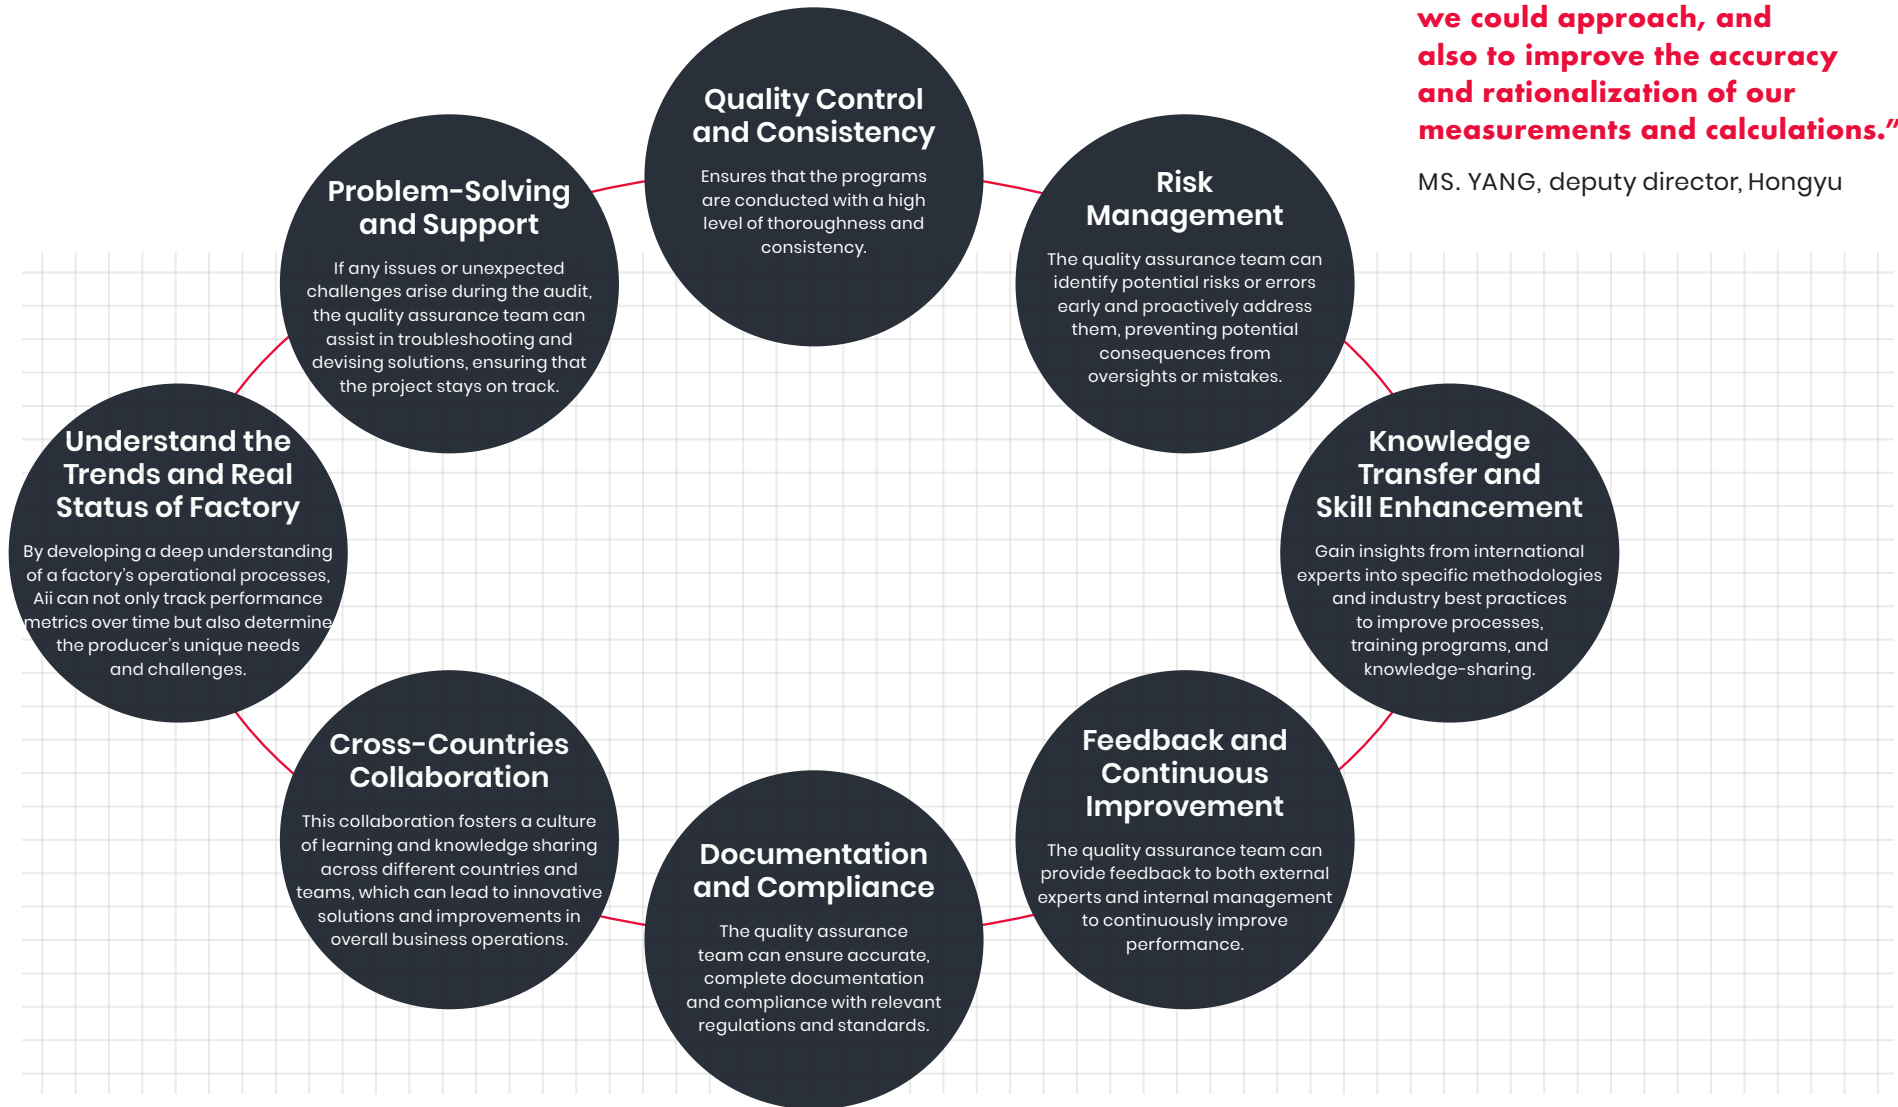 we could approach, and
also to improve the accuracy
and rationalization of our
measurements and calculations.”
MS. YANG, deputy director, Hongyu
Quality Control
and Consistency
Ensures that the programs
are conducted with a high
level of thoroughness and
consistency.
Risk
Management
The quality assurance team can
identify potential risks or errors
early and proactively address
them, preventing potential
consequences from
oversights or mistakes.
Knowledge
Transfer and
Skill Enhancement
Gain insights from international
experts into specific methodologies
and industry best practices
to improve processes,
training programs, and
knowledge-sharing.
Feedback and
Continuous
Improvement
The quality assurance team can
provide feedback to both external
experts and internal management
to continuously improve
performance.
Documentation
and Compliance
The quality assurance
team can ensure accurate,
complete documentation
and compliance with relevant
regulations and standards.
Cross-Countries
Collaboration
This collaboration fosters a culture
of learning and knowledge sharing
across different countries and
teams, which can lead to innovative
solutions and improvements in
overall business operations.
Understand the
Trends and Real
Status of Factory
By developing a deep understanding
of a factory’s operational processes,
Aii can not only track performance
metrics over time but also determine
the producer’s unique needs
and challenges.
Problem-Solving
and Support
If any issues or unexpected
challenges arise during the audit,
the quality assurance team can
assist in troubleshooting and
devising solutions, ensuring that
the project stays on track.